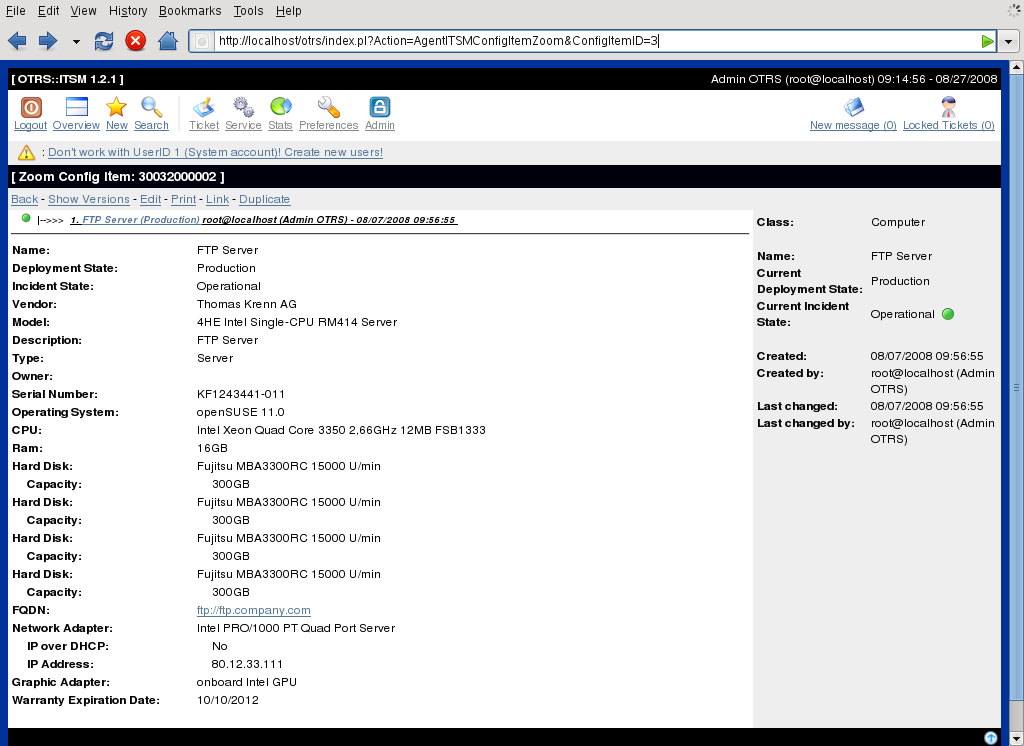 File Edit View History Bookmarks Tools Help
http://localhost/otrs/index.pl?Action=AgentITSMConfigItemZoom&ConfigItemID=3
[ OTRS::ITSM 1.2.1 ] Admin OTRS (root@localhost) 09:14:56 - 08/27/2008
Logout Overview New Search Ticket Service Stats Preferences Admin New message (0) Locked Tickets (0)
: Don't work with UserID 1 (System account)! Create new users!
[ Zoom Config Item: 30032000002 ]
Back - Show Versions - Edit - Print - Link - Duplicate
|-->>> 1. FTP Server (Production) root@localhost (Admin OTRS) - 08/07/2008 09:56:55
Name: FTP Server
Deployment State: Production
Incident State: Operational
Vendor: Thomas Krenn AG
Model: 4HE Intel Single-CPU RM414 Server
Description: FTP Server
Type: Server
Owner:
Serial Number: KF1243441-011
Operating System: openSUSE 11.0
CPU: Intel Xeon Quad Core 3350 2,66GHz 12MB FSB1333
Ram: 16GB
Hard Disk: Fujitsu MBA3300RC 15000 U/min
Capacity: 300GB
Hard Disk: Fujitsu MBA3300RC 15000 U/min
Capacity: 300GB
Hard Disk: Fujitsu MBA3300RC 15000 U/min
Capacity: 300GB
Hard Disk: Fujitsu MBA3300RC 15000 U/min
Capacity: 300GB
FQDN: ftp://ftp.company.com
Network Adapter: Intel PRO/1000 PT Quad Port Server
IP over DHCP: No
IP Address: 80.12.33.111
Graphic Adapter: onboard Intel GPU
Warranty Expiration Date: 10/10/2012
Class: Computer
Name: FTP Server
Current
Deployment State: Production
Current Incident
State: Operational
Created: 08/07/2008 09:56:55
Created by: root@localhost (Admin
OTRS)
Last changed: 08/07/2008 09:56:55
Last changed by: root@localhost (Admin
OTRS)